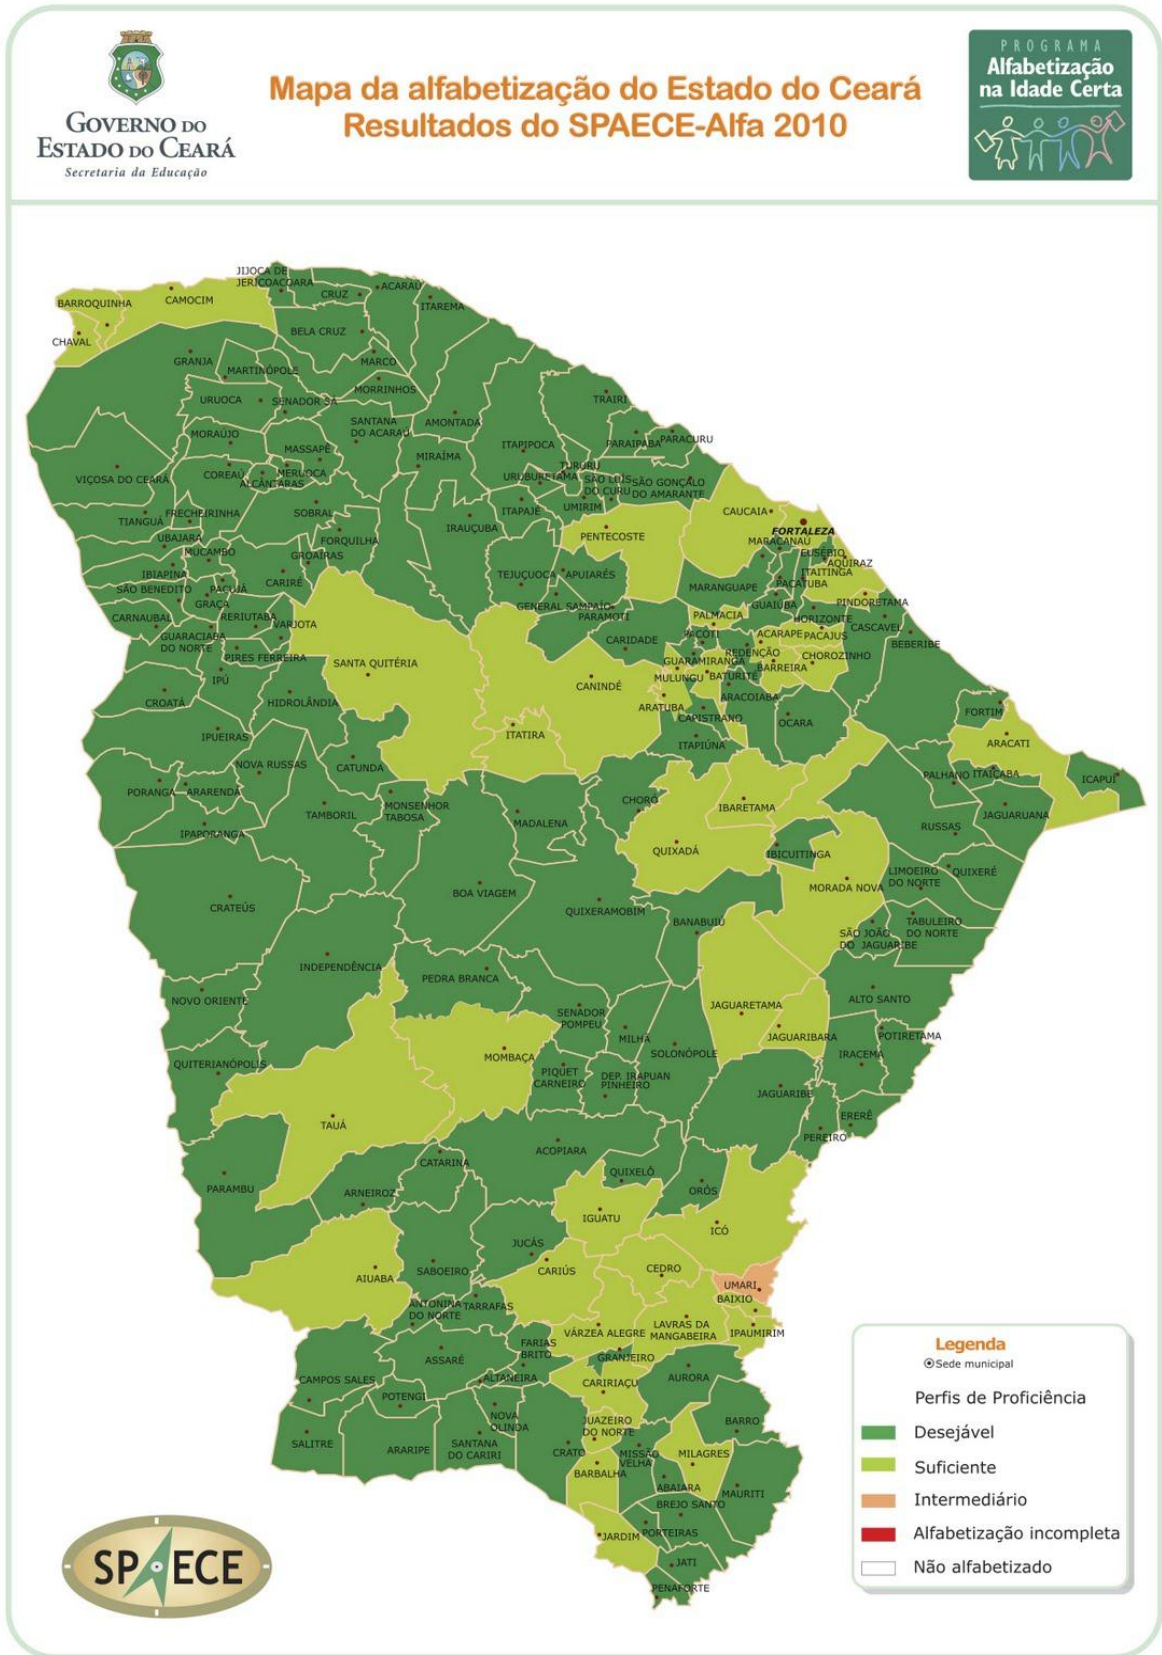 GOVERNO DO
ESTADO DO CEARÁ
Secretaria da Educação
Mapa da alfabetização do Estado do Ceará
Resultados do SPAECE-Alfa 2010
PROGRAMA
Alfabetização
na Idade Certa
JIJOCA DE
JERICOACOARA
CRUZ
ACARAÚ
ITAREMA
BARROQUINHA
CAMOCIM
CHAVAL
BELA CRUZ
GRANJA
MARCO
MARTINÓPOLE
MORRINHOS
URUOCA
SENADOR SÁ
TRAIRI
SANTANA
DO ACARAÚ
AMONTADA
MORAÚJO
MASSAPÊ
ITAPIPOCA
PARAIPABA
PARACURU
MIRAÍMA
VIÇOSA DO CEARÁ
COREAÚ
MERUOCA
ALCÂNTARAS
URUBURETAMA
TURURU
SÃO LUÍS
DO CURU
SÃO GONÇALO
DO AMARANTE
TIANGUÁ
FRECHEIRINHA
SOBRAL
ITAPAJÉ
UMIRIM
CAUCAIA
IRAUÇUBA
FORTALEZA
UBAJARA
FORQUILHA
PENTECOSTE
MARACANAÚ
MUCAMBO
GROAÍRAS
EUSÉBIO
AQUIRAZ
IBIAPINA
CARIRÉ
TEJUÇUOCA
APUIARÉS
ITAITINGA
SÃO BENEDITO
PACUJÁ
MARANGUAPE
PACATUBA
GRAÇA
GENERAL SAMPAIO
GUAIÚBA
PINDORETAMA
CARNAUBAL
RERIUTABA
VARJOTA
PARAMOTI
PALMACIA
HORIZONTE
CASCAVEL
GUARACIABA
DO NORTE
CARIDADE
PACOTI
ACARAPE
PACAJUS
BEBERIBE
PIRES FERREIRA
REDENÇÃO
SANTA QUITÉRIA
GUARAMIRANGA
BARREIRA
CHOROZINHO
IPÚ
CANINDÉ
MULUNGU
BATURITÉ
CROATÁ
HIDROLÂNDIA
ARATUBA
ARACOIABA
CAPISTRANO
OCARA
FORTIM
IPUEIRAS
ITATIRA
ITAPIÚNA
ARACATI
NOVA RUSSAS
CATUNDA
PORANGA
ARARENDÁ
PALHANO
ITAIÇABA
ICAPUÍ
TAMBORIL
MONSENHOR
TABOSA
CHORÓ
IBARETAMA
JAGUARUANA
IPAPORANGA
MADALENA
RUSSAS
QUIXADÁ
IBICUITINGA
LIMOEIRO
DO NORTE
QUIXERÉ
BOA VIAGEM
MORADA NOVA
CRATEÚS
QUIXERAMOBIM
BANABUIÚ
TABULEIRO
DO NORTE
SÃO JOÃO
DO JAGUARIBE
INDEPENDÊNCIA
PEDRA BRANCA
NOVO ORIENTE
ALTO SANTO
JAGUARETAMA
SENADOR
POMPEU
JAGUARIBARA
POTIRETAMA
MILHÃ
SOLONÓPOLE
IRACEMA
MOMBAÇA
QUITERIANÓPOLIS
PIQUET
CARNEIRO
DEP. IRAPUAN
PINHEIRO
JAGUARIBE
ERERÊ
TAUÁ
PEREIRO
ACOPIARA
CATARINA
QUIXELÔ
PARAMBU
ARNEIROZ
ORÓS
IGUATU
ICÓ
JUCÁS
SABOEIRO
CARIÚS
CEDRO
AIUABA
UMARI
BAIXIO
ANTONINA
DO NORTE
TARRAFAS
LAVRAS DA
MANGABEIRA
VÁRZEA ALEGRE
IPAUMIRIM
FARIAS
BRITO
GRANJEIRO
ASSARÉ
ALTANEIRA
AURORA
CAMPOS SALES
CARIRIAÇU
POTENGI
NOVA
OLINDA
JUAZEIRO
DO NORTE
BARRO
SALITRE
ARARIPE
SANTANA
DO CARIRI
CRATO
MISSÃO
VELHA
MILAGRES
BARBALHA
ABAIARA
MAURITI
BREJO SANTO
JARDIM
PORTEIRAS
JATI
PENAFORTE
Legenda
Sede municipal
Perfis de Proficiência
Desejável
Suficiente
Intermediário
Alfabetização incompleta
Não alfabetizado
SPAECE